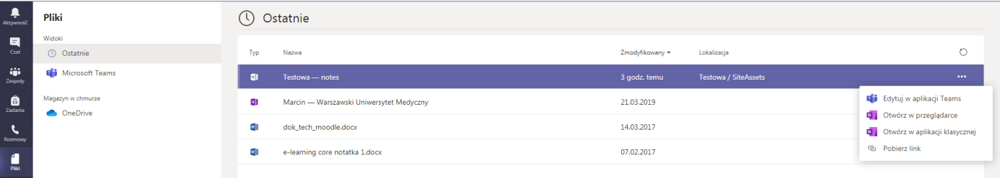 Aktywność
Czat
Zespoły
Zadania
Rozmowy
Pliki
Pliki
Widoki
Ostatnie
Microsoft Teams
Magazyn w chmurze
OneDrive
Ostatnie
Typ Nazwa Zmodyfikowany Lokalizacja
Testowa — notes 3 godz. temu Testowa / SiteAssets
Marcin — Warszawski Uniwersytet Medyczny 21.03.2019
dok_tech_moodle.docx 14.03.2017
e-learning core notatka 1.docx 07.02.2017
Edytuj w aplikacji Teams
Otwórz w przeglądarce
Otwórz w aplikacji klasycznej
Pobierz link